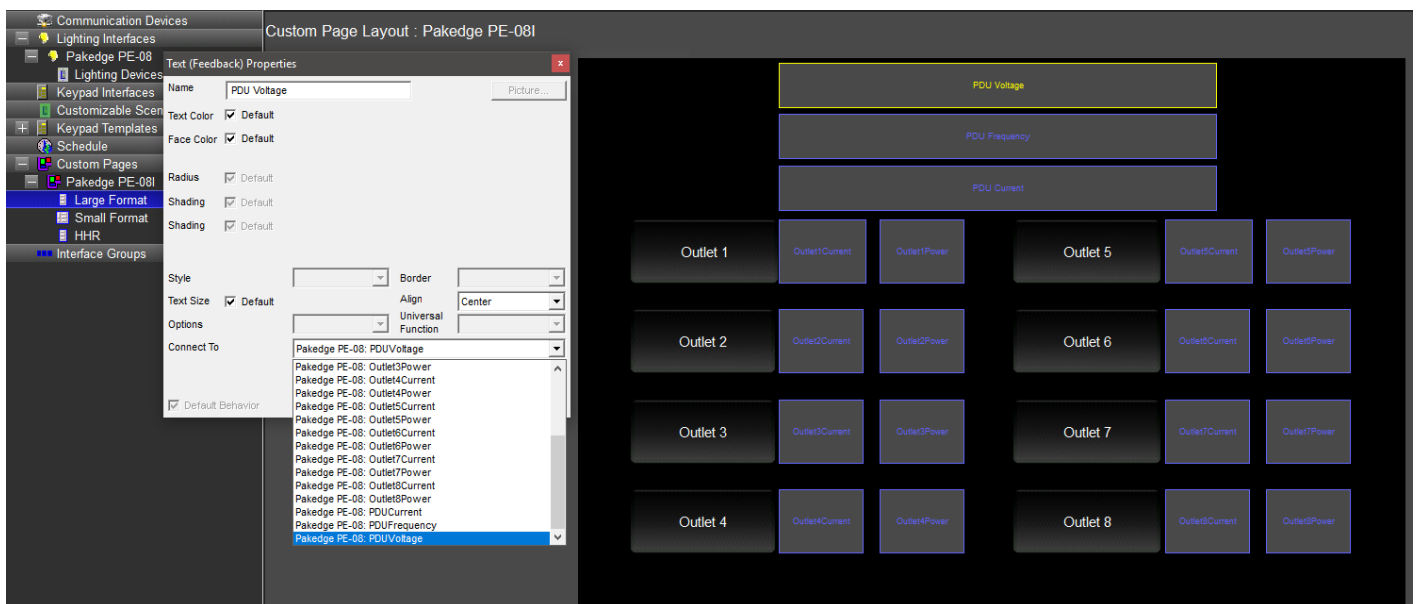 Communication Devices
Lighting Interfaces
Pakedge PE-08
Lighting Devices
Keypad Interfaces
Customizable Scen
Keypad Templates
Schedule
Custom Pages
Pakedge PE-08I
Large Format
Small Format
HHR
Interface Groups
Custom Page Layout : Pakedge PE-08I
Text (Feedback) Properties x
Name PDU Voltage Picture...
Text Color Default
Face Color Default
Radius Default
Shading Default
Shading Default
Style Border
Text Size Default Align Center
Options Universal Function
Connect To Pakedge PE-08: PDUVoltage
Pakedge PE-08: Outlet3Power
Pakedge PE-08: Outlet4Current
Pakedge PE-08: Outlet4Power
Pakedge PE-08: Outlet5Current
Pakedge PE-08: Outlet5Power
Pakedge PE-08: Outlet6Current
Pakedge PE-08: Outlet6Power
Pakedge PE-08: Outlet7Current
Pakedge PE-08: Outlet7Power
Pakedge PE-08: Outlet8Current
Pakedge PE-08: Outlet8Power
Pakedge PE-08: PDUCurrent
Pakedge PE-08: PDUFrequency
Pakedge PE-08: PDUVoltage
Default Behavior
PDU Voltage
PDU Frequency
PDU Current
Outlet 1 Outlet1Current Outlet1Power Outlet 5 Outlet5Current Outlet5Power
Outlet 2 Outlet2Current Outlet2Power Outlet 6 Outlet6Current Outlet6Power
Outlet 3 Outlet3Current Outlet3Power Outlet 7 Outlet7Current Outlet7Power
Outlet 4 Outlet4Current Outlet4Power Outlet 8 Outlet8Current Outlet8Power